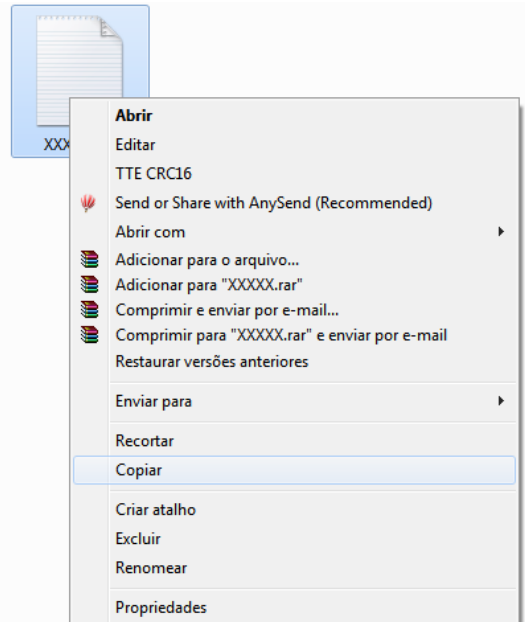 XXX
Abrir
Editar
TTE CRC16
Send or Share with AnySend (Recommended)
Abrir com
Adicionar para o arquivo...
Adicionar para "XXXXX.rar"
Comprimir e enviar por e-mail...
Comprimir para "XXXXX.rar" e enviar por e-mail
Restaurar versões anteriores
Enviar para
Recortar
Copiar
Criar atalho
Excluir
Renomear
Propriedades